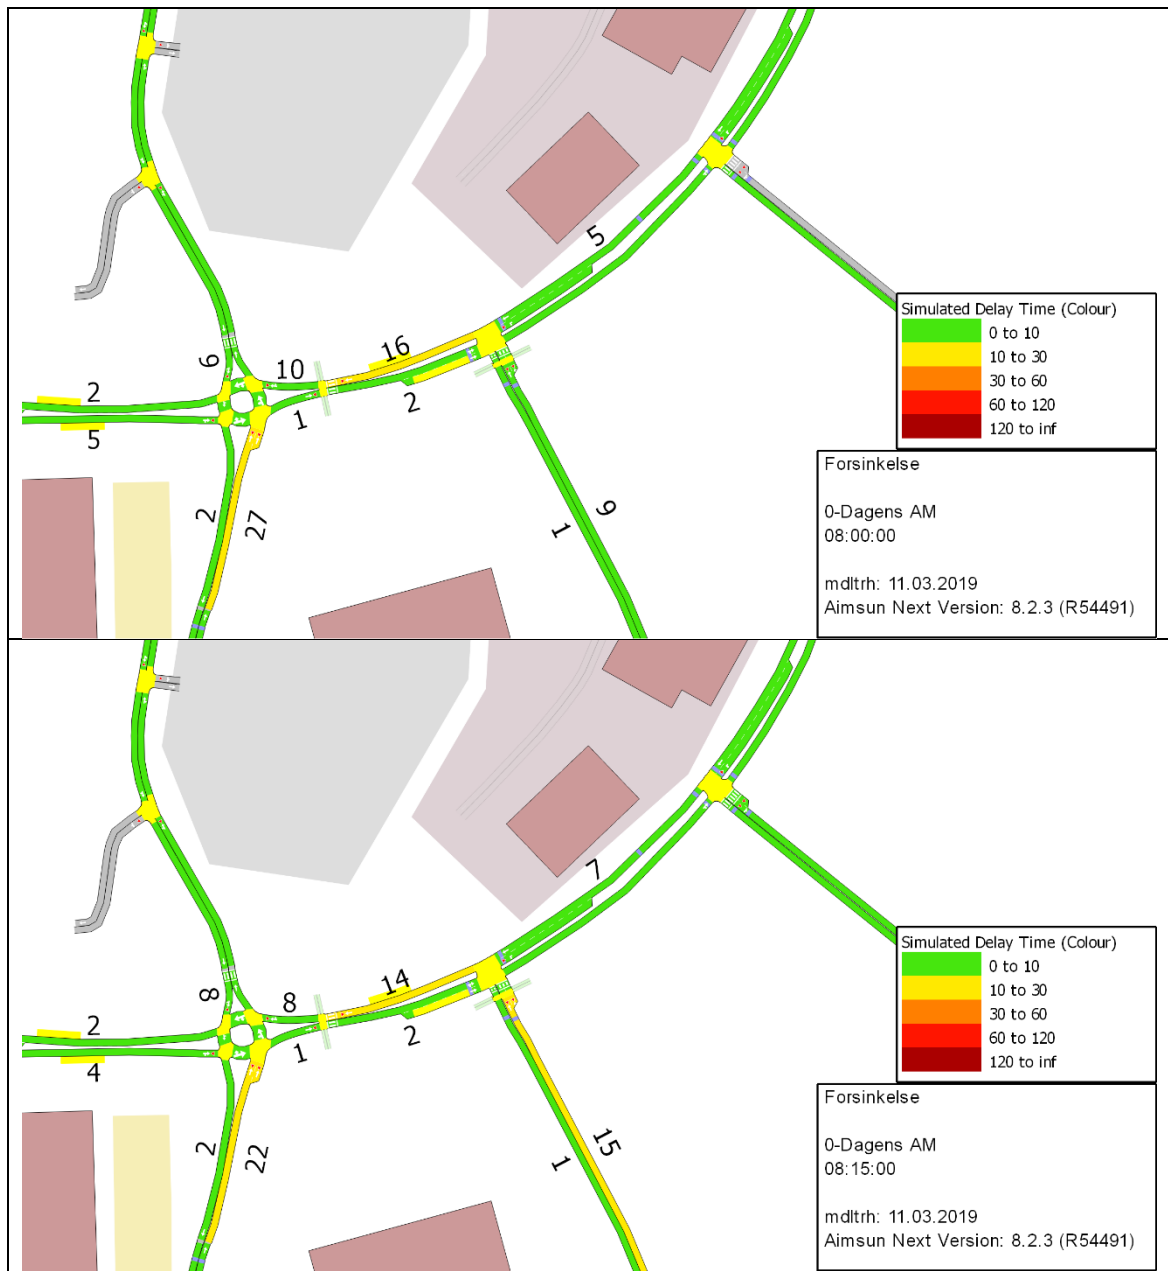 5
6
10
16
2
1
2
5
2
27
9
1
Simulated Delay Time (Colour)
0 to 10
10 to 30
30 to 60
60 to 120
120 to inf
Forsinkelse
0-Dagens AM
08:00:00
mdltrh: 11.03.2019
Aimsun Next Version: 8.2.3 (R54491)
7
8
8
14
2
1
2
4
2
22
15
1
Simulated Delay Time (Colour)
0 to 10
10 to 30
30 to 60
60 to 120
120 to inf
Forsinkelse
0-Dagens AM
08:15:00
mdltrh: 11.03.2019
Aimsun Next Version: 8.2.3 (R54491)